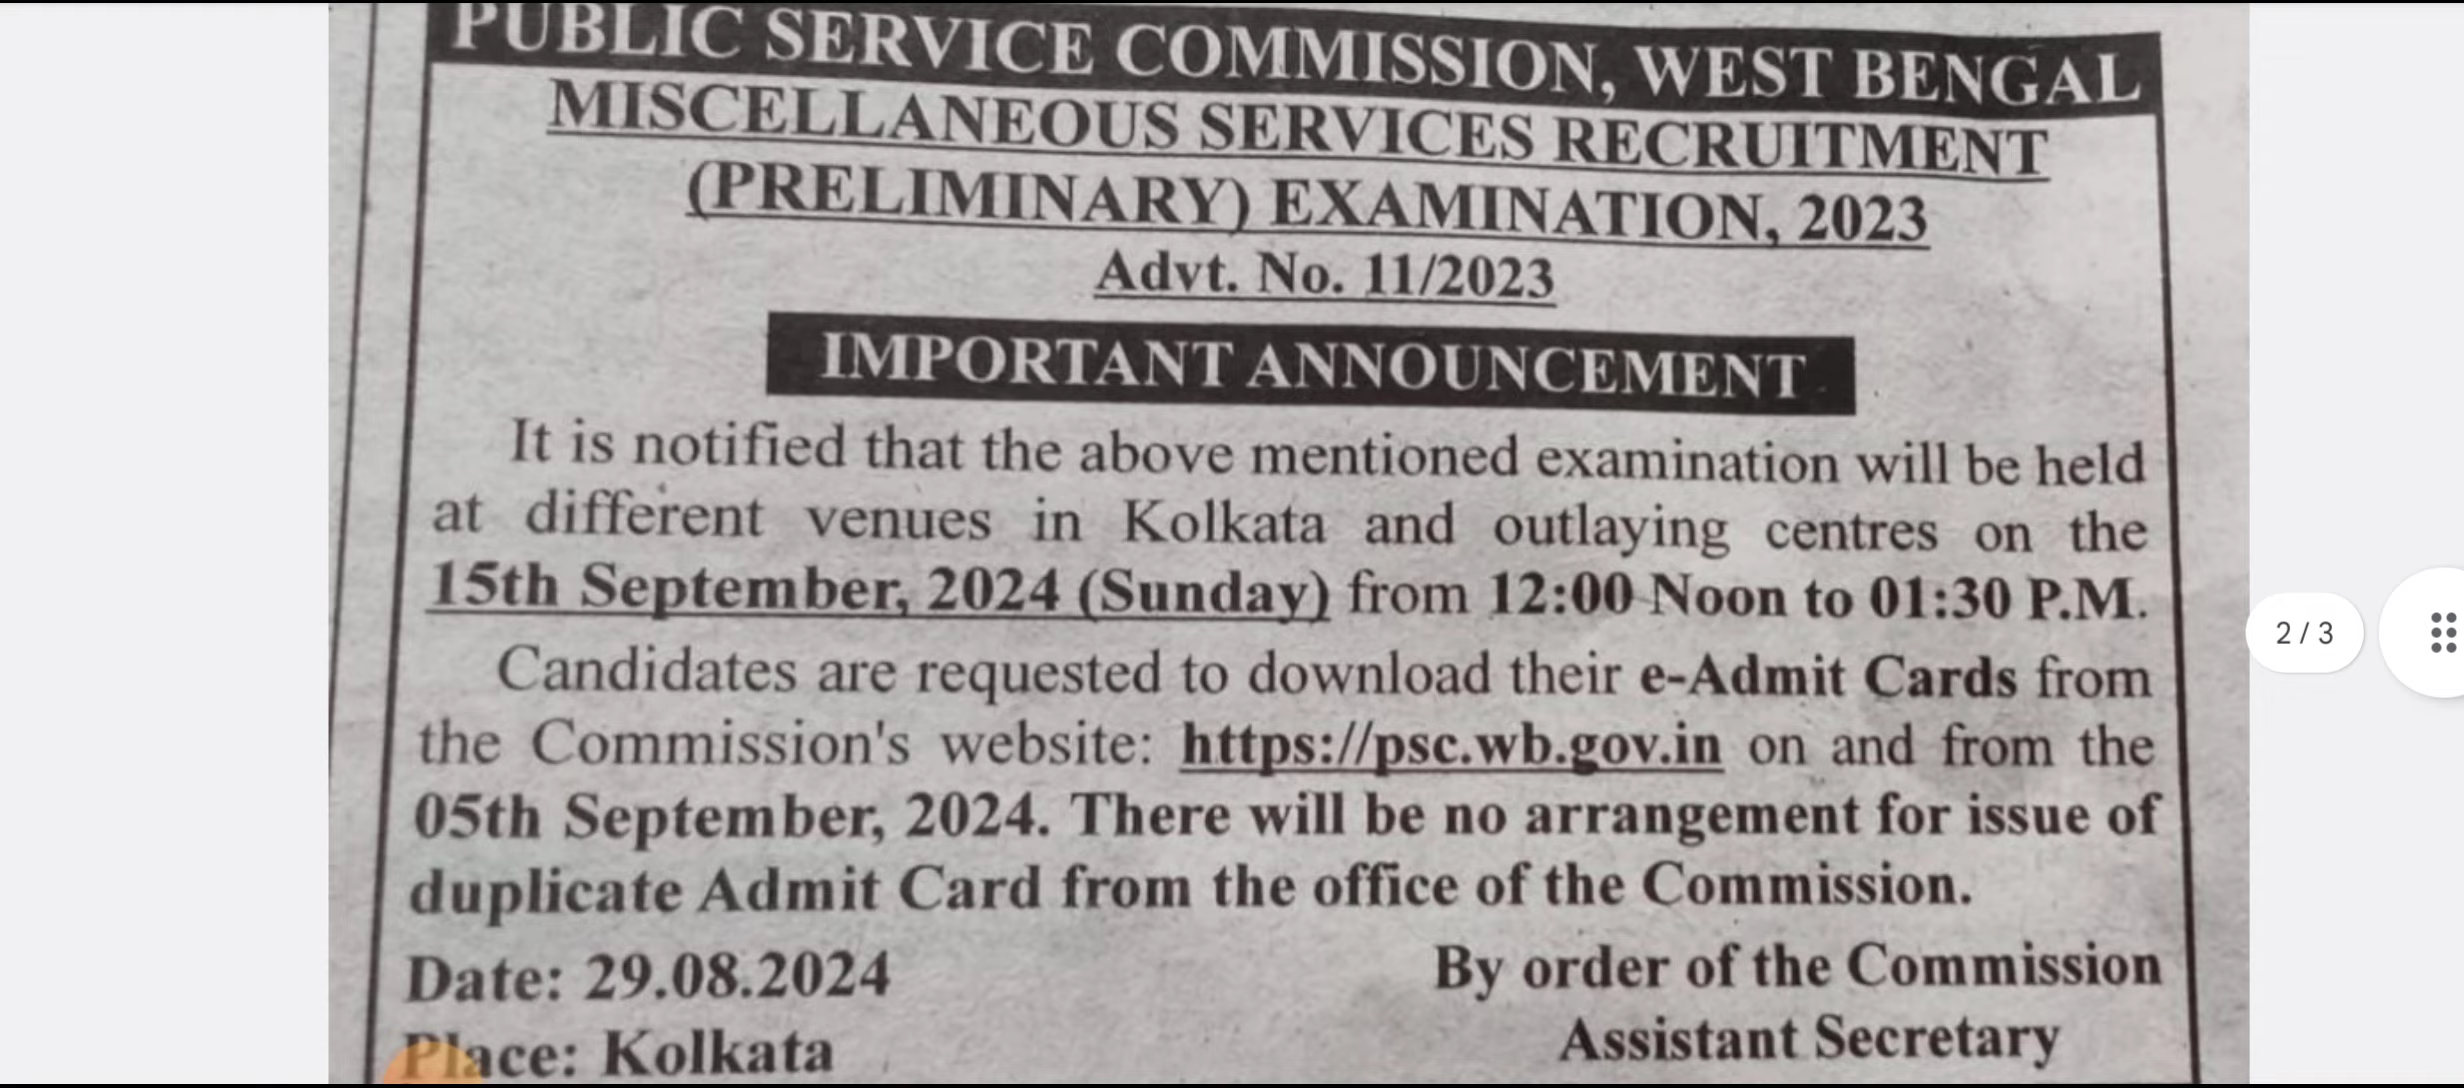 PUBLIC SERVICE COMMISSION, WEST BENGAL
MISCELLANEOUS SERVICES RECRUITMENT
(PRELIMINARY) EXAMINATION, 2023
Advt. No. 11/2023
IMPORTANT ANNOUNCEMENT
It is notified that the above mentioned examination will be held
at different venues in Kolkata and outlaying centres on the
15th September, 2024 (Sunday) from 12:00 Noon to 01:30 P.M.
Candidates are requested to download their e-Admit Cards from
the Commission's website: https://psc.wb.gov.in on and from the
05th September, 2024. There will be no arrangement for issue of
duplicate Admit Card from the office of the Commission.
Date: 29.08.2024
By order of the Commission
Place: Kolkata
Assistant Secretary
2 / 3